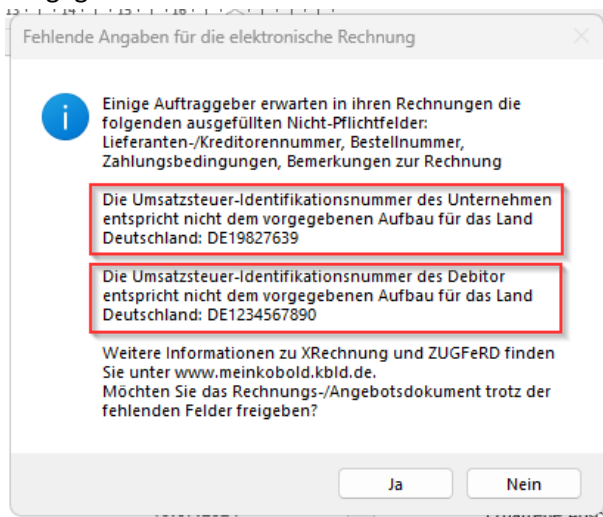 Fehlende Angaben für die elektronische Rechnung
Einige Auftraggeber erwarten in ihren Rechnungen die
folgenden ausgefüllten Nicht-Pflichtfelder:
Lieferanten-/Kreditorennummer, Bestellnummer,
Zahlungsbedingungen, Bemerkungen zur Rechnung
Die Umsatzsteuer-Identifikationsnummer des Unternehmen
entspricht nicht dem vorgegebenen Aufbau für das Land
Deutschland: DE19827639
Die Umsatzsteuer-Identifikationsnummer des Debitor
entspricht nicht dem vorgegebenen Aufbau für das Land
Deutschland: DE1234567890
Weitere Informationen zu XRechnung und ZUGFeRD finden
Sie unter www.meinkobold.kbld.de.
Möchten Sie das Rechnungs-/Angebotsdokument trotz der
fehlenden Felder freigeben?
Ja
Nein